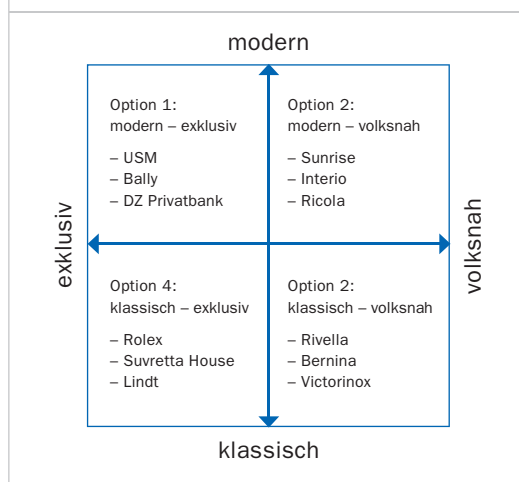 modern
Option 1:
modern – exklusiv
– USM
– Bally
– DZ Privatbank
Option 2:
modern – volksnah
– Sunrise
– Interio
– Ricola
exklusiv
volksnah
Option 4:
klassisch – exklusiv
– Rolex
– Suvretta House
– Lindt
Option 2:
klassisch – volksnah
– Rivella
– Bernina
– Victorinox
klassisch